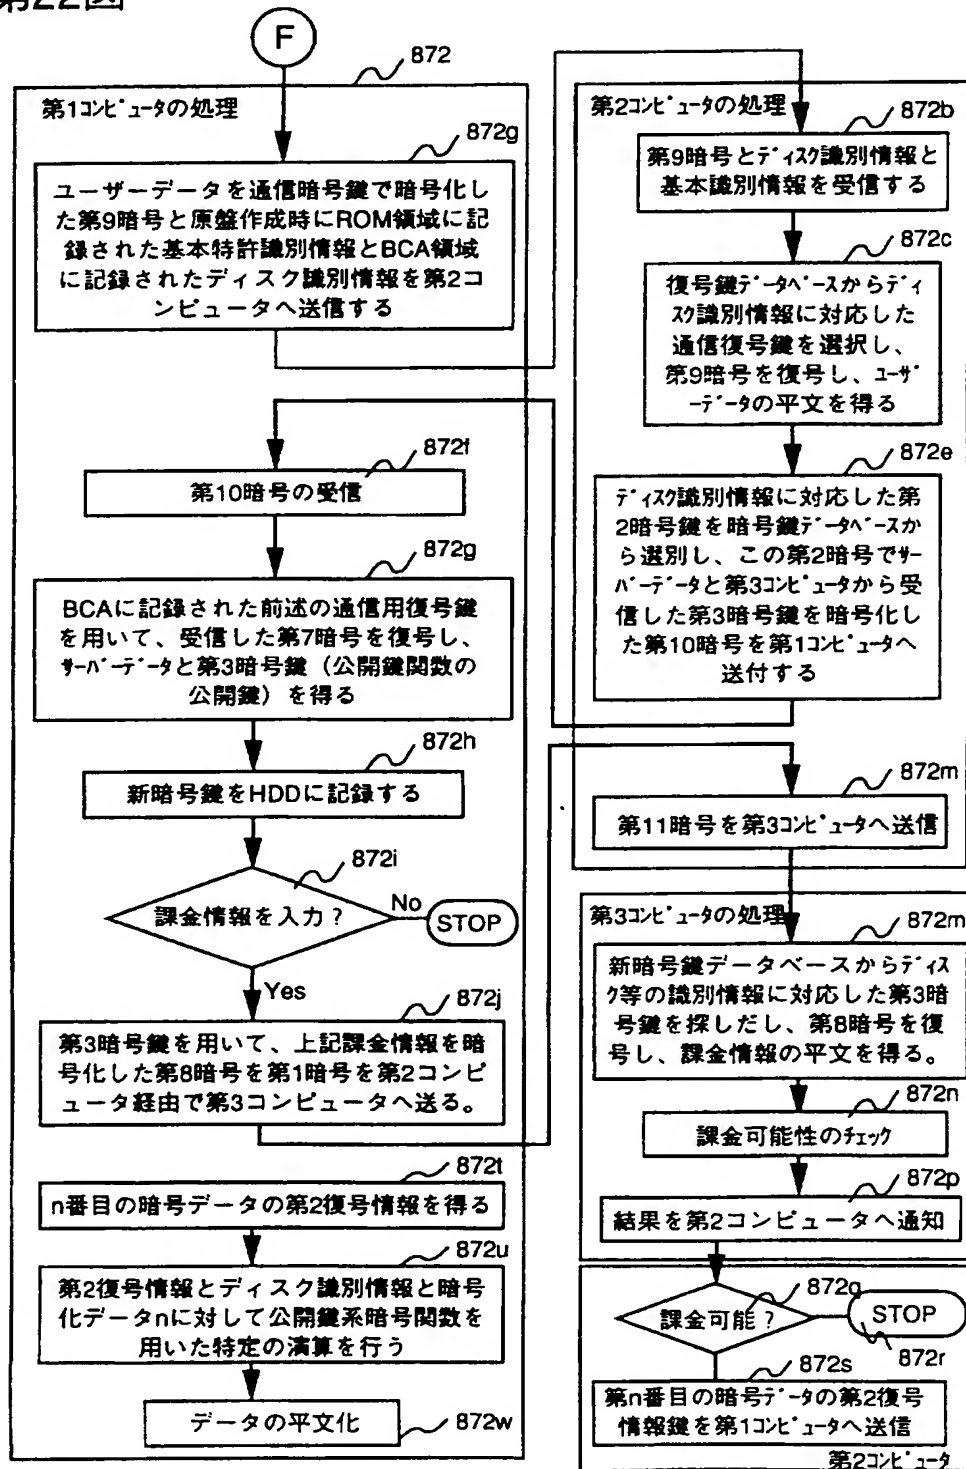 第22図
F
872
第1コンピュータの処理
872g
ユーザーデータを通信暗号鍵で暗号化し
た第9暗号と原盤作成時にROM領域に記
録された基本特許識別情報とBCA領域
に記録されたディスク識別情報を第2コ
ンピュータへ送信する
872f
第10暗号の受信
872g
BCAに記録された前述の通信用復号鍵
を用いて、受信した第7暗号を復号し、
サーバーデータと第3暗号鍵（公開鍵関数の
公開鍵）を得る
872h
新暗号鍵をHDDに記録する
872i
課金情報を入力？
No
STOP
Yes
872j
第3暗号鍵を用いて、上記課金情報を暗
号化した第8暗号を第1暗号を第2コンピ
ュータ経由で第3コンピュータへ送る。
872t
n番目の暗号データの第2復号情報を得る
872u
第2復号情報とディスク識別情報と暗号
化データnに対して公開鍵系暗号関数を
用いた特定の演算を行う
データの平文化
872w
第2コンピュータの処理
872b
第9暗号とディスク識別情報と
基本識別情報を受信する
872c
復号鍵データベースからディ
スク識別情報に対応した
通信復号鍵を選択し、
第9暗号を復号し、ユーザ
ーデータの平文を得る
872e
ディスク識別情報に対応した第
2暗号鍵を暗号鍵データベースか
ら選別し、この第2暗号でサー
バーデータと第3コンピュータから受
信した第3暗号鍵を暗号化し
た第10暗号を第1コンピュータへ
送付する
872m
第11暗号を第3コンピュータへ送信
第3コンピュータの処理
872m
新暗号鍵データベースからディス
ク等の識別情報に対応した第3暗
号鍵を探しだし、第8暗号を復
号し、課金情報の平文を得る。
872n
課金可能性のチェック
872p
結果を第2コンピュータへ通知
872q
課金可能？
STOP
872r
872s
第n番目の暗号データの第2復号
情報鍵を第1コンピュータへ送信
第2コンピュータ